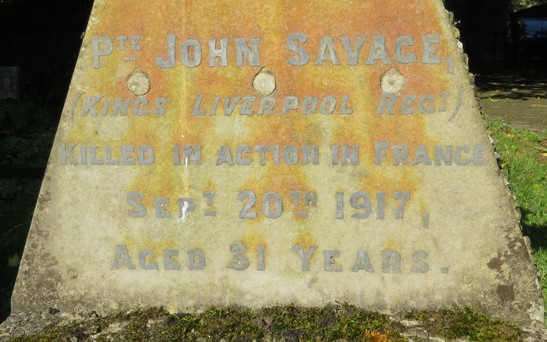 PTE JOHN SAVAGE,
(KINGS LIVERPOOL REGT)
KILLED IN ACTION IN FRANCE
SEPT 20TH 1917,
AGED 31 YEARS.